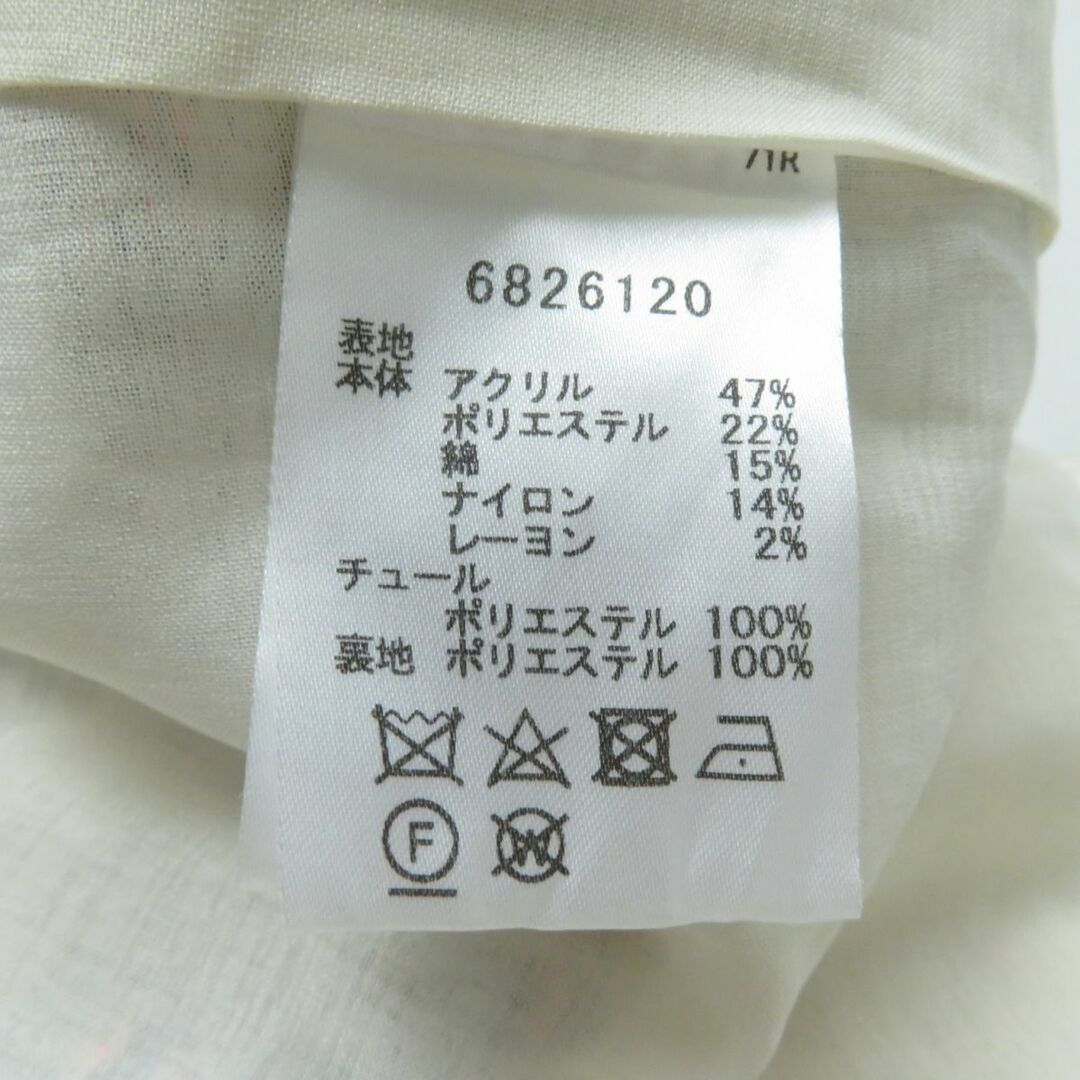 71R
6826120
表地
本体 アクリル 47%
ポリエステル 22%
綿 15%
ナイロン 14%
レーヨン 2%
チュール
ポリエステル 100%
裏地 ポリエステル 100%
F W